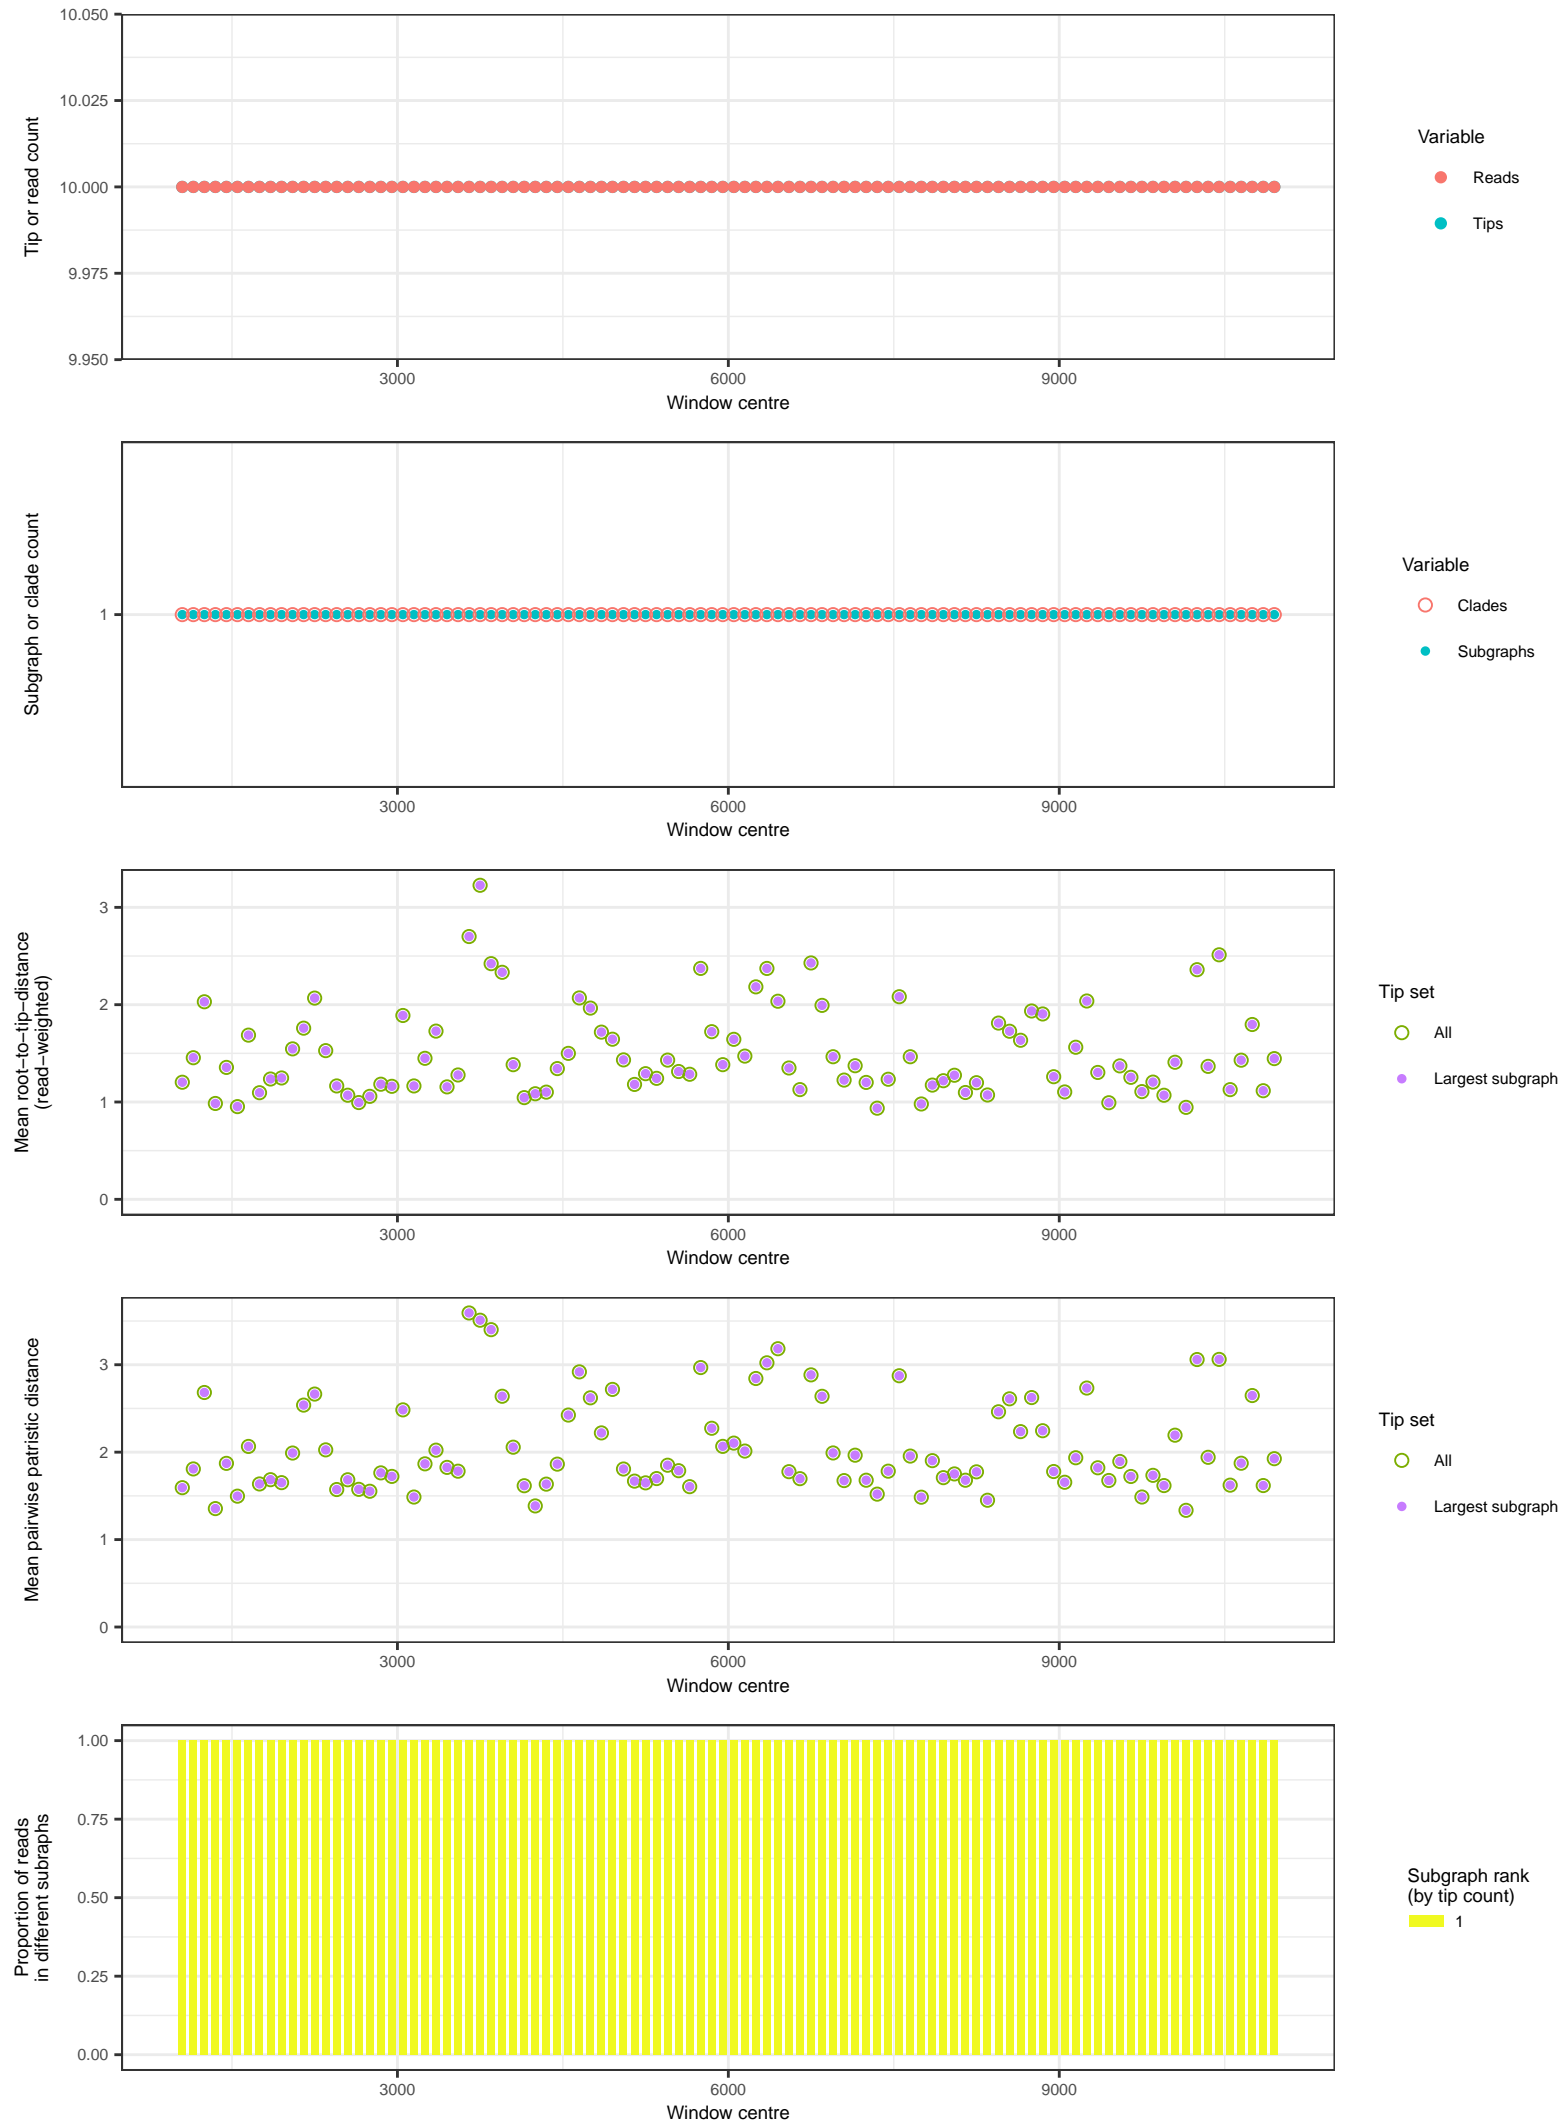 10.050
10.025
10.000
9.975
9.950
Tip or read count
3000
6000
9000
Window centre
Variable
Reads
Tips
1
Subgraph or clade count
3000
6000
9000
Window centre
Variable
Clades
Subgraphs
3
2
1
0
Mean root−to−tip−distance
(read−weighted)
3000
6000
9000
Window centre
Tip set
All
Largest subgraph
3
2
1
0
Mean pairwise patristic distance
3000
6000
9000
Window centre
Tip set
All
Largest subgraph
1.00
0.75
0.50
0.25
0.00
Proportion of reads
in different subraphs
3000
6000
9000
Window centre
Subgraph rank
(by tip count)
1